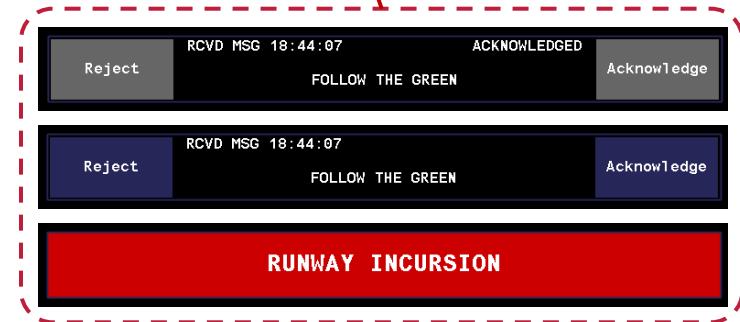 RCVD MSG 18:44:07 ACKNOWLEDGED
Reject FOLLOW THE GREEN Acknowledge
RCVD MSG 18:44:07
Reject FOLLOW THE GREEN Acknowledge
RUNWAY INCURSION